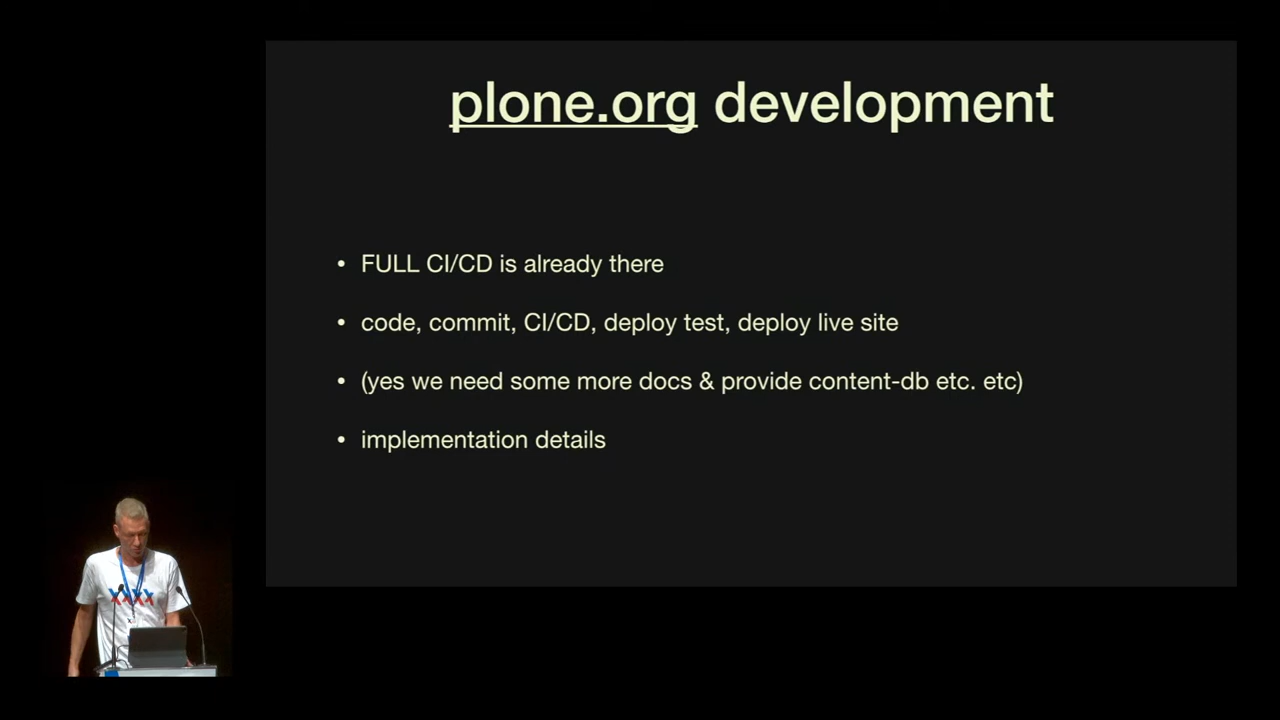 plone.org development
• FULL CI/CD is already there
• code, commit, CI/CD, deploy test, deploy live site
• (yes we need some more docs & provide content-db etc. etc)
• implementation details
XXXX